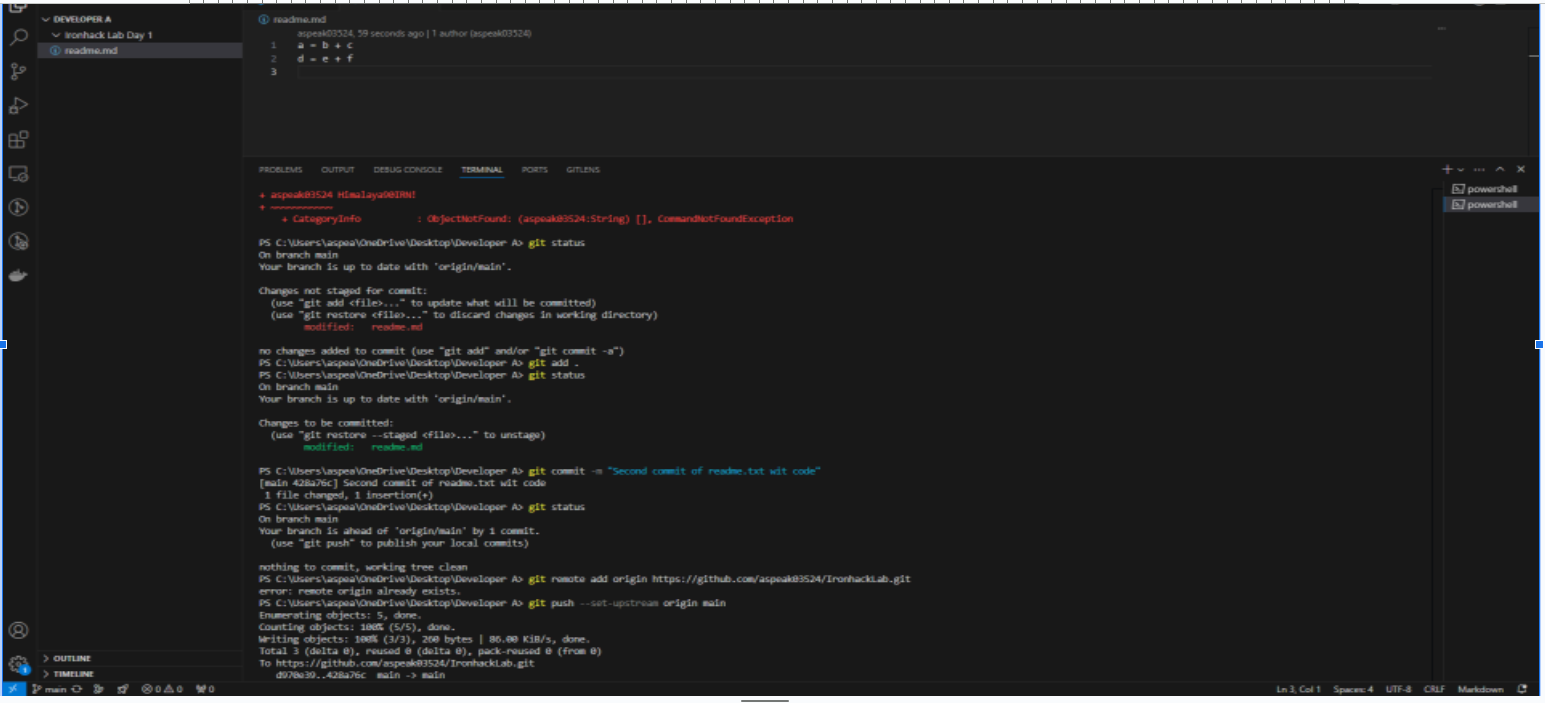 DEVELOPER A
Ironhack Lab Day 1
readme.md
readme.md
aspeak03524, 59 seconds ago | 1 author (aspeak03524)
1 a = b + c
2 d = e + f
3
PROBLEMS OUTPUT DEBUG CONSOLE TERMINAL PORTS GITLENS
powershell
powershell
+ aspeak03524 Himalaya00IRN!
+ ~~~~~~~~~~~
+ CategoryInfo : ObjectNotFound: (aspeak03524:String) [], CommandNotFoundException
PS C:\Users\aspea\OneDrive\Desktop\Developer A> git status
On branch main
Your branch is up to date with 'origin/main'.
Changes not staged for commit:
(use "git add <file>..." to update what will be committed)
(use "git restore <file>..." to discard changes in working directory)
modified: readme.md
no changes added to commit (use "git add" and/or "git commit -a")
PS C:\Users\aspea\OneDrive\Desktop\Developer A> git add .
PS C:\Users\aspea\OneDrive\Desktop\Developer A> git status
On branch main
Your branch is up to date with 'origin/main'.
Changes to be committed:
(use "git restore --staged <file>..." to unstage)
modified: readme.md
PS C:\Users\aspea\OneDrive\Desktop\Developer A> git commit -m "Second commit of readme.txt wit code"
[main 428a76c] Second commit of readme.txt wit code
1 file changed, 1 insertion(+)
PS C:\Users\aspea\OneDrive\Desktop\Developer A> git status
On branch main
Your branch is ahead of 'origin/main' by 1 commit.
(use "git push" to publish your local commits)
nothing to commit, working tree clean
PS C:\Users\aspea\OneDrive\Desktop\Developer A> git remote add origin https://github.com/aspeak03524/IronhackLab.git
error: remote origin already exists.
PS C:\Users\aspea\OneDrive\Desktop\Developer A> git push --set-upstream origin main
Enumerating objects: 5, done.
Counting objects: 100% (5/5), done.
Writing objects: 100% (3/3), 260 bytes | 86.00 KiB/s, done.
Total 3 (delta 0), reused 0 (delta 0), pack-reused 0 (from 0)
To https://github.com/aspeak03524/IronhackLab.git
d970e39..428a76c main -> main
OUTLINE
TIMELINE
1
main 0 0 0 Ln 3, Col 1 Spaces: 4 UTF-8 CRLF Markdown